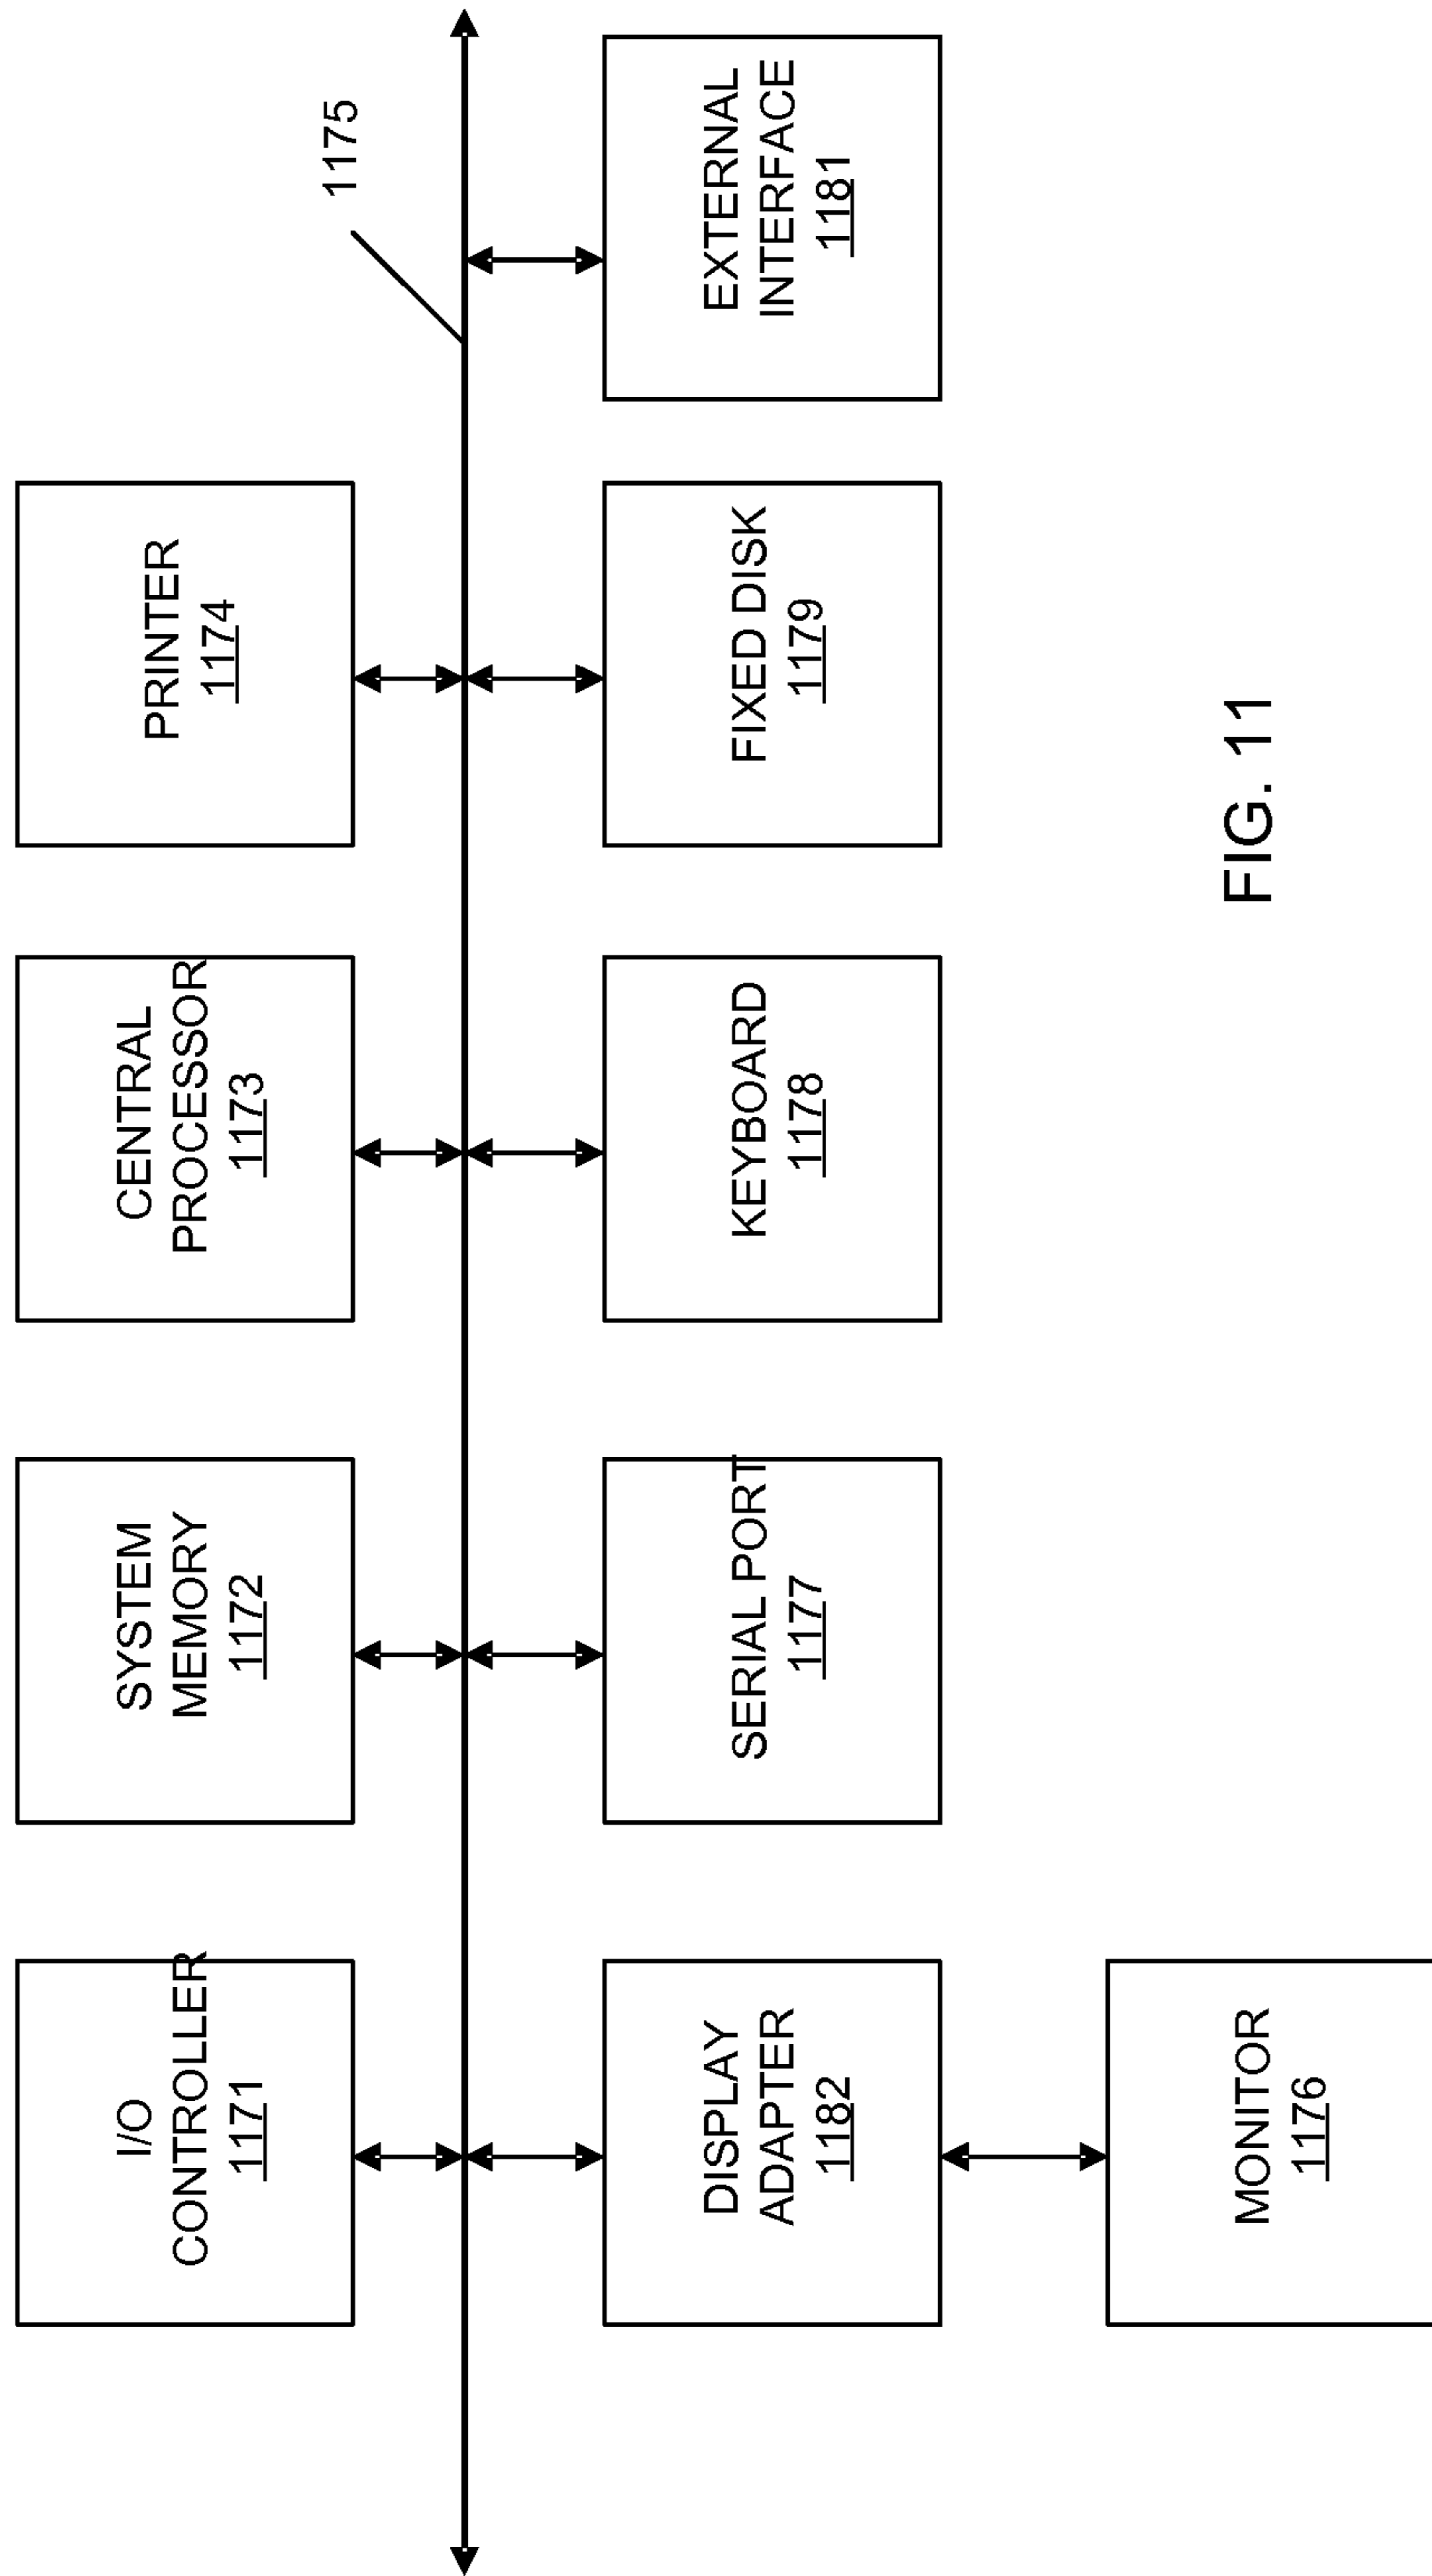 I/O
CONTROLLER
1171
SYSTEM
MEMORY
1172
CENTRAL
PROCESSOR
1173
PRINTER
1174
1175
DISPLAY
ADAPTER
1182
SERIAL PORT
1177
KEYBOARD
1178
FIXED DISK
1179
EXTERNAL
INTERFACE
1181
MONITOR
1176
FIG. 11